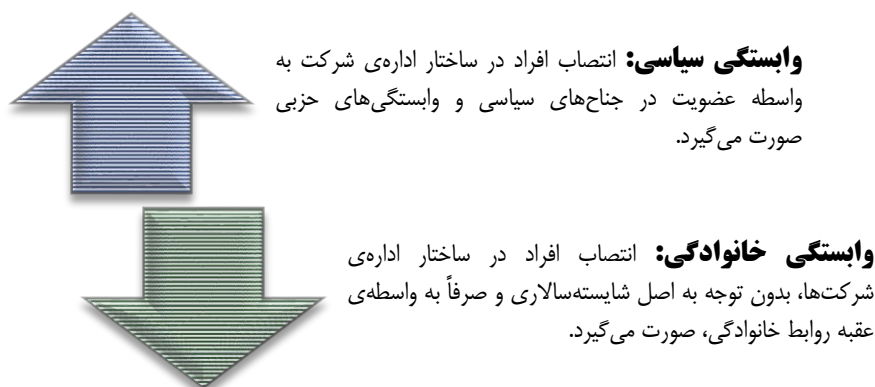 وابستگی سیاسی: انتصاب افراد در ساختار اداره‌ی شرکت به
واسطه عضویت در جناح‌های سیاسی و وابستگی‌های حزبی
صورت می‌گیرد.
وابستگی خانوادگی: انتصاب افراد در ساختار اداره‌ی
شرکت‌ها، بدون توجه به اصل شایسته‌سالاری و صرفاً به واسطه‌ی
عقبه روابط خانوادگی، صورت می‌گیرد.